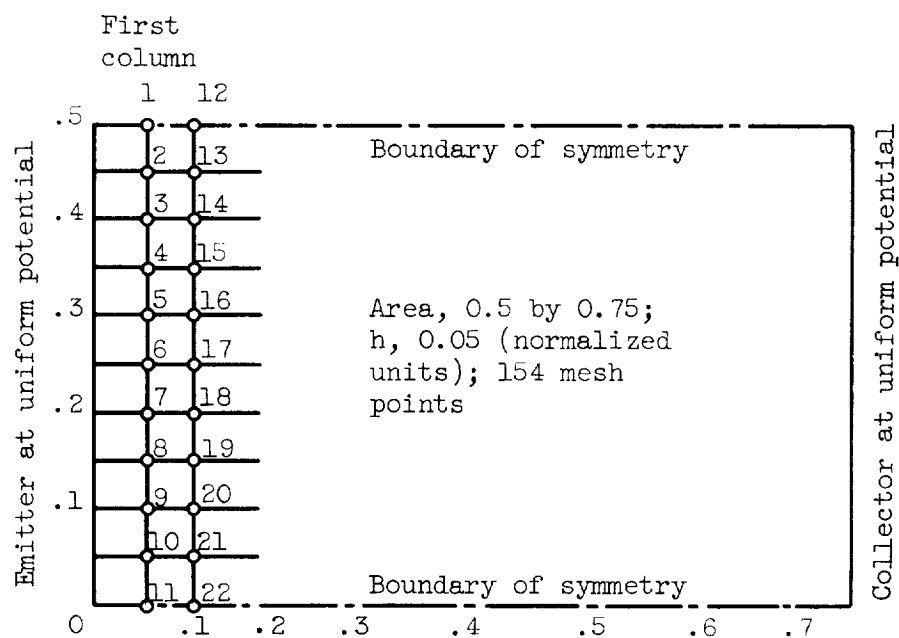 First
column
1 12
.5
2 13
Boundary of symmetry
3 14
.4
4 15
5 16
.3
Area, 0.5 by 0.75;
h, 0.05 (normalized
units); 154 mesh
points
6 17
7 18
.2
8 19
9 20
.1
10 21
11 22
Boundary of symmetry
0 .1 .2 .3 .4 .5 .6 .7
Emitter at uniform potential
Collector at uniform potential